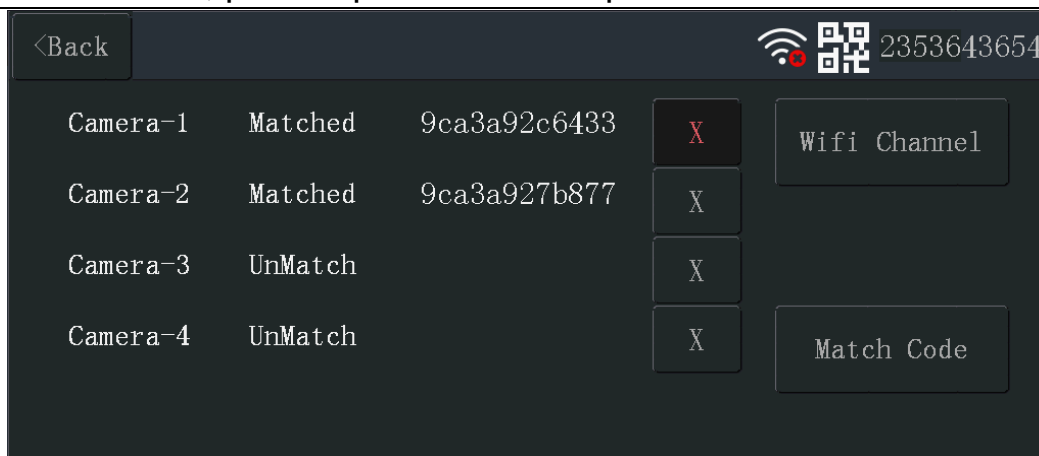 <Back 2353643654
Camera-1 Matched 9ca3a92c6433 X
Wifi Channel
Camera-2 Matched 9ca3a927b877 X
Camera-3 UnMatch X
Camera-4 UnMatch X
Match Code